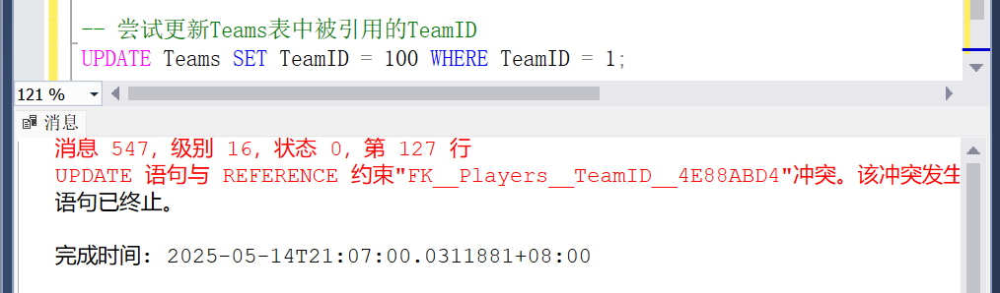 -- 尝试更新Teams表中被引用的TeamID
UPDATE Teams SET TeamID = 100 WHERE TeamID = 1;
121 %
消息
消息 547，级别 16，状态 0，第 127 行
UPDATE 语句与 REFERENCE 约束"FK__Players__TeamID__4E88ABD4"冲突。该冲突发生
语句已终止。
完成时间: 2025-05-14T21:07:00.0311881+08:00